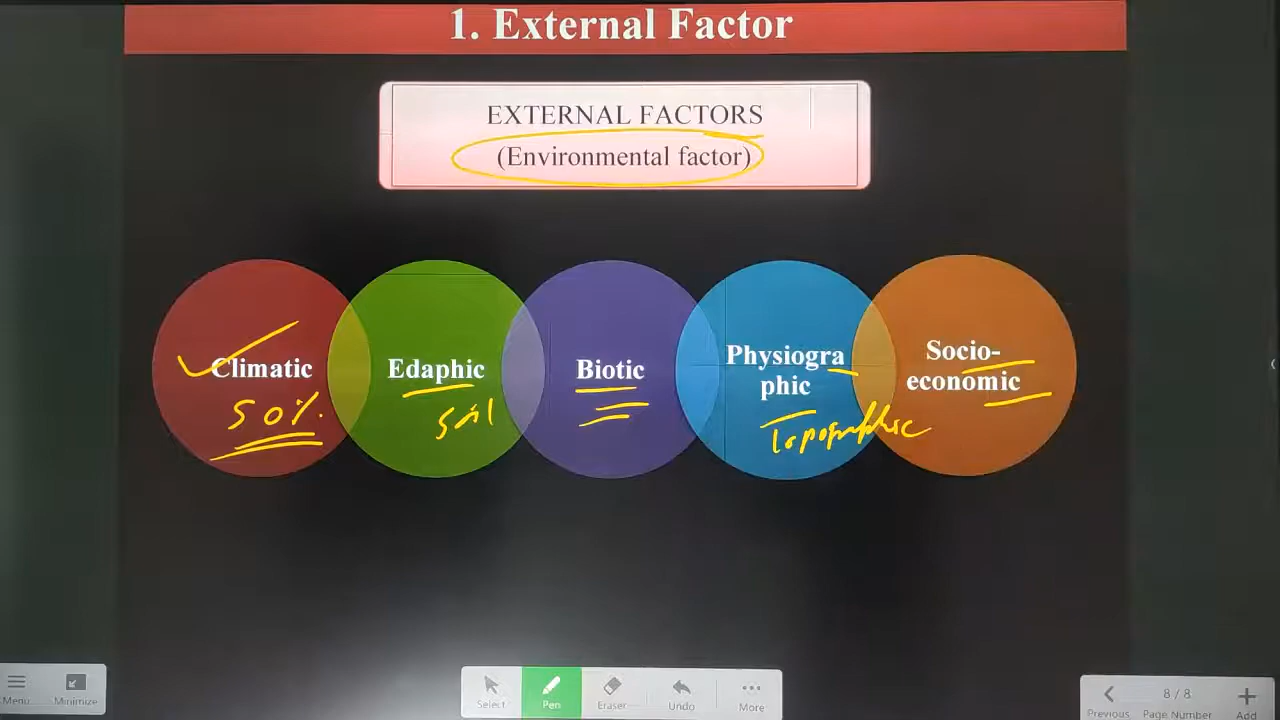 1. External Factor
EXTERNAL FACTORS
(Environmental factor)
Climatic
50%.
Edaphic
Soil
Biotic
Physiogra
phic
Topographic
Socio-
economic
Menu
Minimize
Select
Pen
Eraser
Undo
More
Previous
8 / 8
Page Number
Add